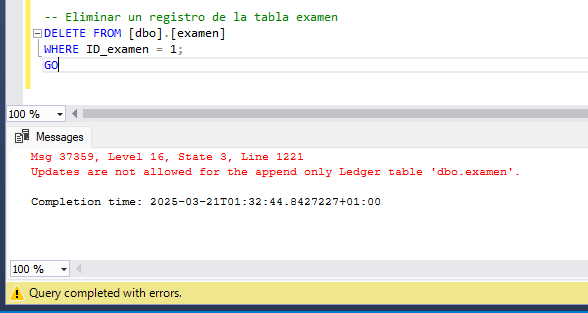 -- Eliminar un registro de la tabla examen
DELETE FROM [dbo].[examen]
WHERE ID_examen = 1;
GO
100 %
Messages
Msg 37359, Level 16, State 3, Line 1221
Updates are not allowed for the append only Ledger table 'dbo.examen'.
Completion time: 2025-03-21T01:32:44.8427227+01:00
100 %
Query completed with errors.